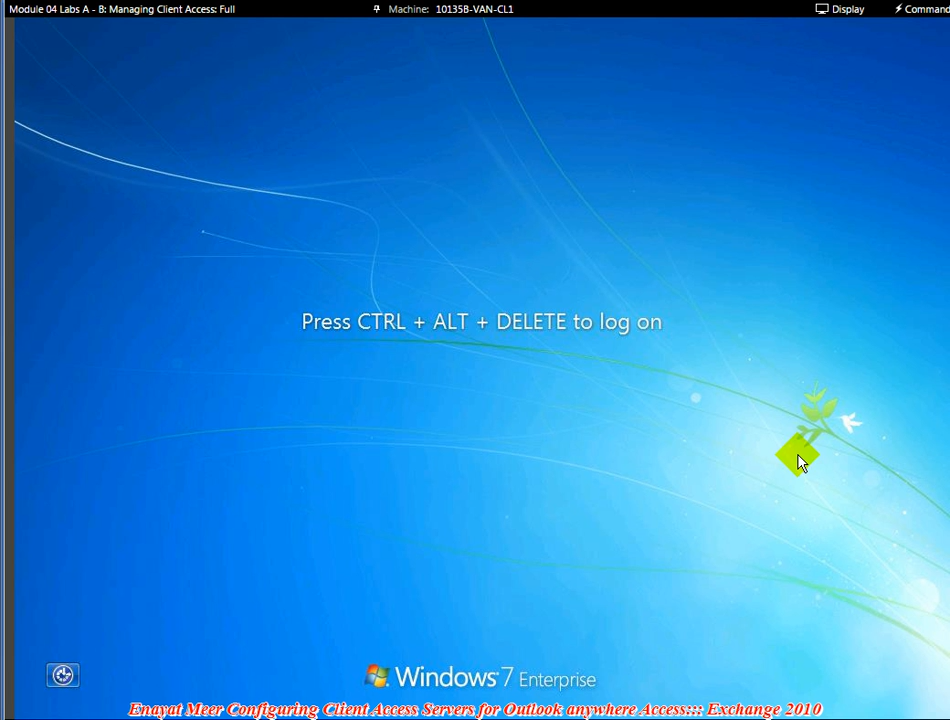 Module 04 Labs A - B: Managing Client Access: Full
Machine: 10135B-VAN-CL1
Display
Command
Press CTRL + ALT + DELETE to log on
Windows 7 Enterprise
Enayat Meer Configuring Client Access Servers for Outlook anywhere Access::: Exchange 2010